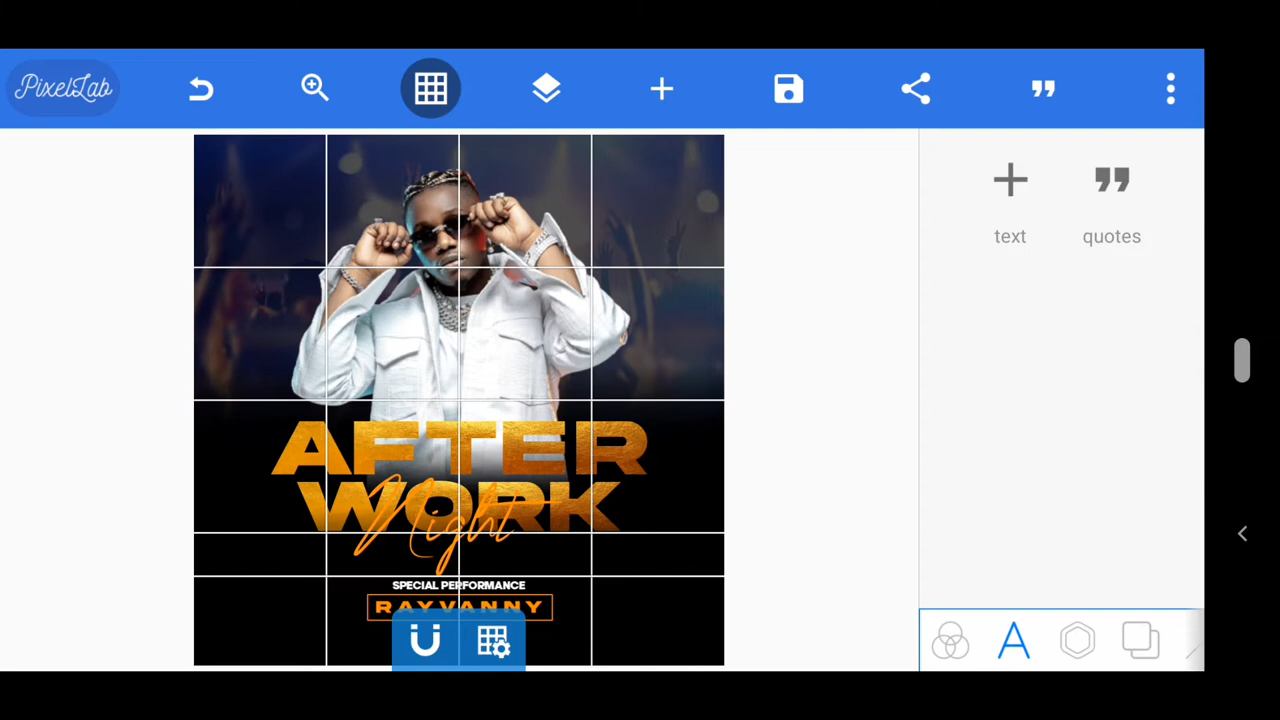 PixelLab
text
quotes
AFTER
WORK
Night
SPECIAL PERFORMANCE
RAYVANNY